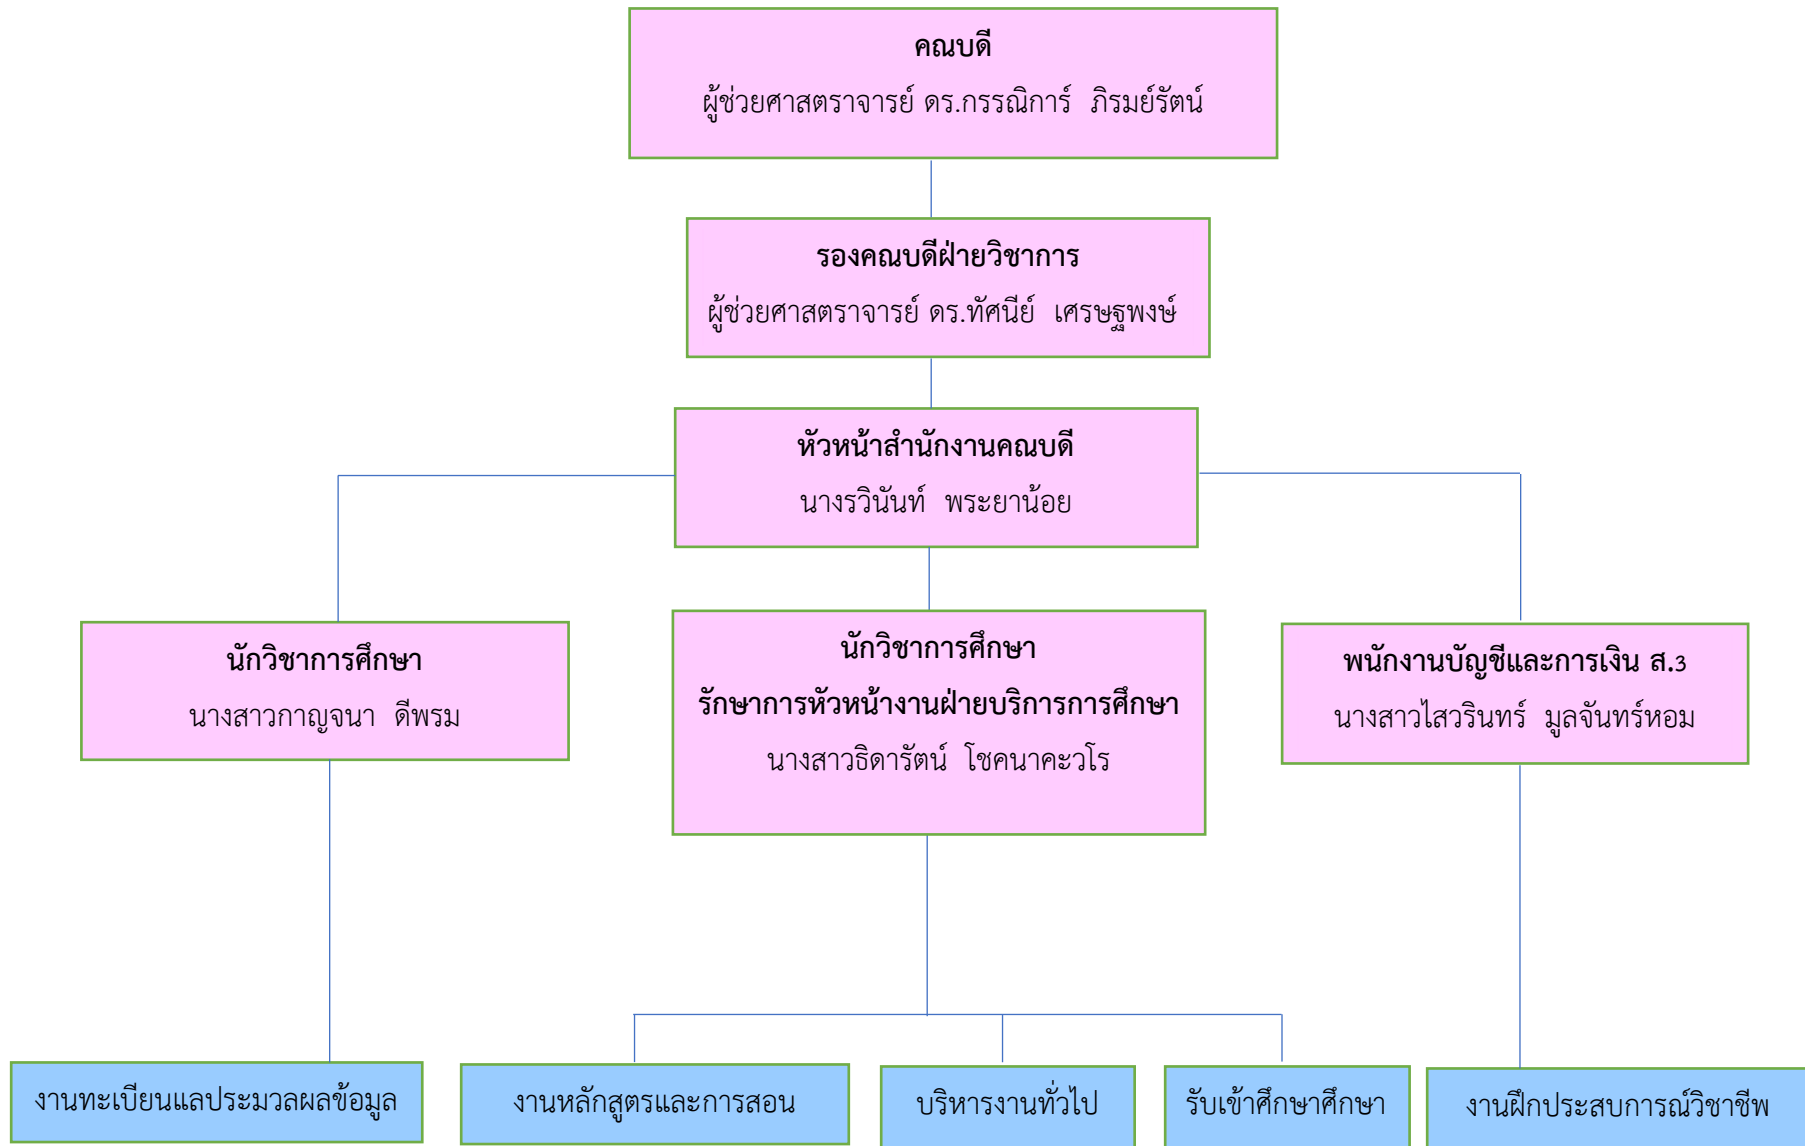 คณบดี
ผู้ช่วยศาสตราจารย์ ดร.กรรณิการ์  ภิรมย์รัตน์
รองคณบดีฝ่ายวิชาการ
ผู้ช่วยศาสตราจารย์ ดร.ทัศนีย์  เศรษฐพงษ์
หัวหน้าสำนักงานคณบดี
นางรวินันท์  พระยาน้อย
นักวิชาการศึกษา
นางสาวกาญจนา  ดีพรม
นักวิชาการศึกษา
รักษาการหัวหน้างานฝ่ายบริการการศึกษา
นางสาวธิดารัตน์  โชคนาคะวโร
พนักงานบัญชีและการเงิน ส.3
นางสาวไสวรินทร์  มูลจันทร์หอม
งานทะเบียนแลประมวลผลข้อมูล
งานหลักสูตรและการสอน
บริหารงานทั่วไป
รับเข้าศึกษาศึกษา
งานฝึกประสบการณ์วิชาชีพ